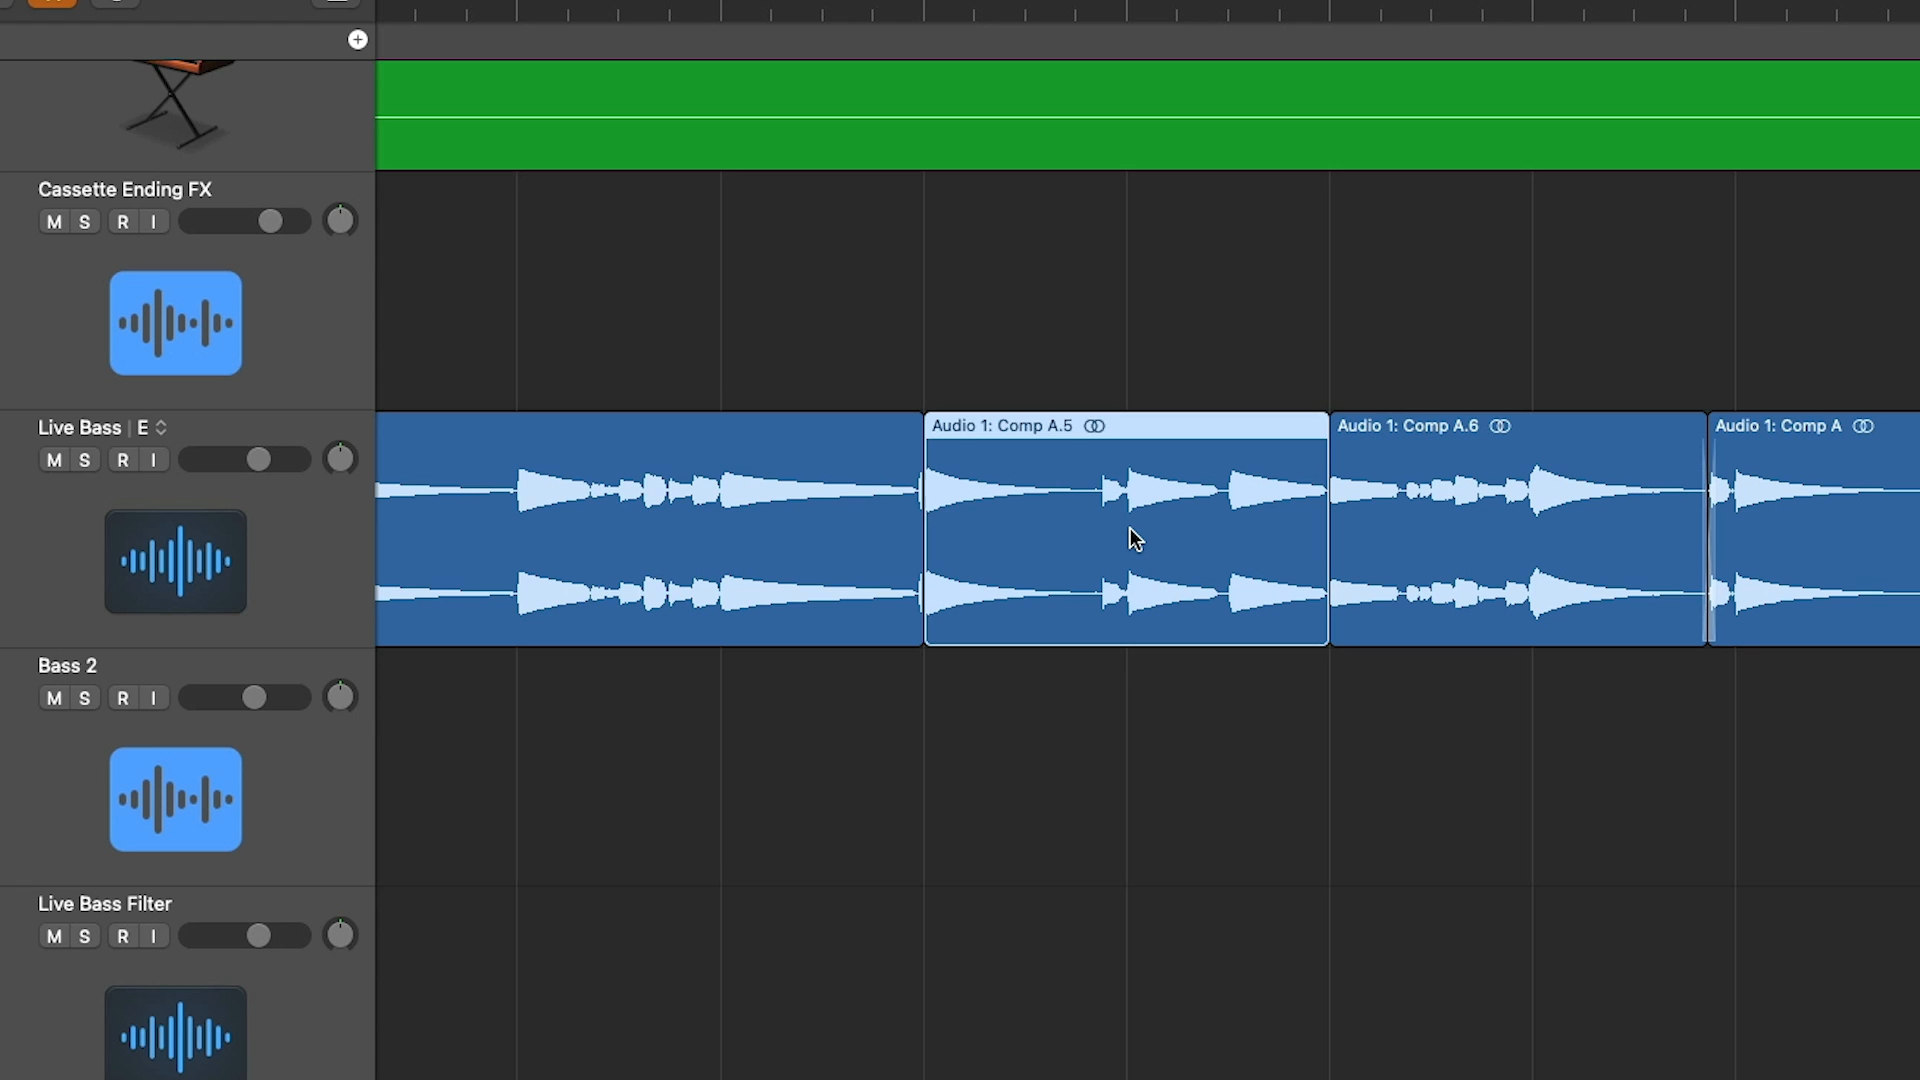 Cassette Ending FX
M S R I
Live Bass | E
M S R I
Audio 1: Comp A.5
Audio 1: Comp A.6
Audio 1: Comp A
Bass 2
M S R I
Live Bass Filter
M S R I